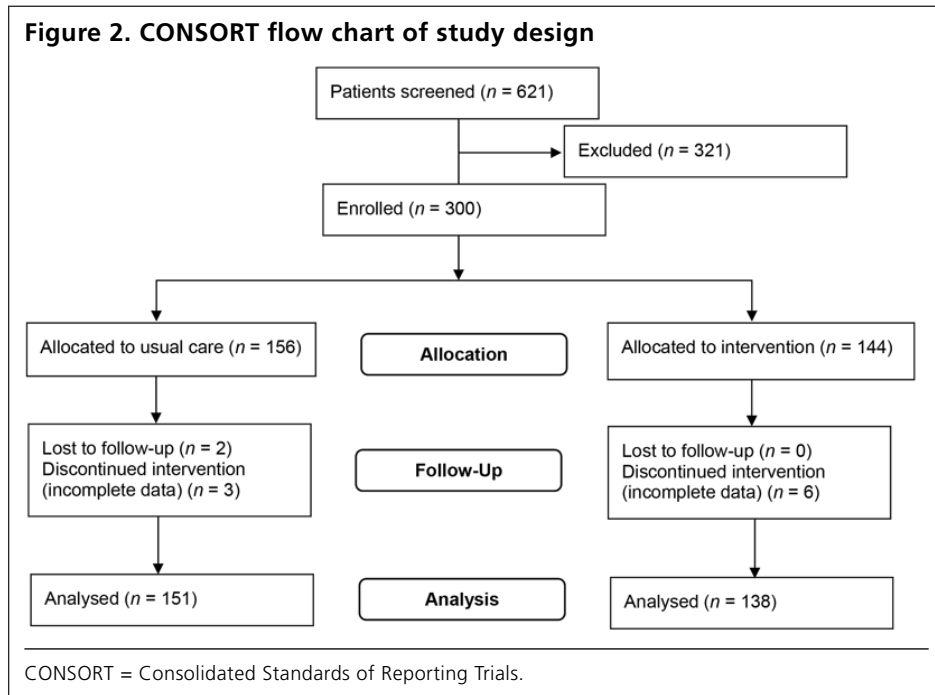 Figure 2. CONSORT flow chart of study design
Patients screened (n = 621)
Excluded (n = 321)
Enrolled (n = 300)
Allocated to usual care (n = 156)
Allocation
Allocated to intervention (n = 144)
Lost to follow-up (n = 2)
Discontinued intervention
(incomplete data) (n = 3)
Follow-Up
Lost to follow-up (n = 0)
Discontinued intervention
(incomplete data) (n = 6)
Analysed (n = 151)
Analysis
Analysed (n = 138)
CONSORT = Consolidated Standards of Reporting Trials.